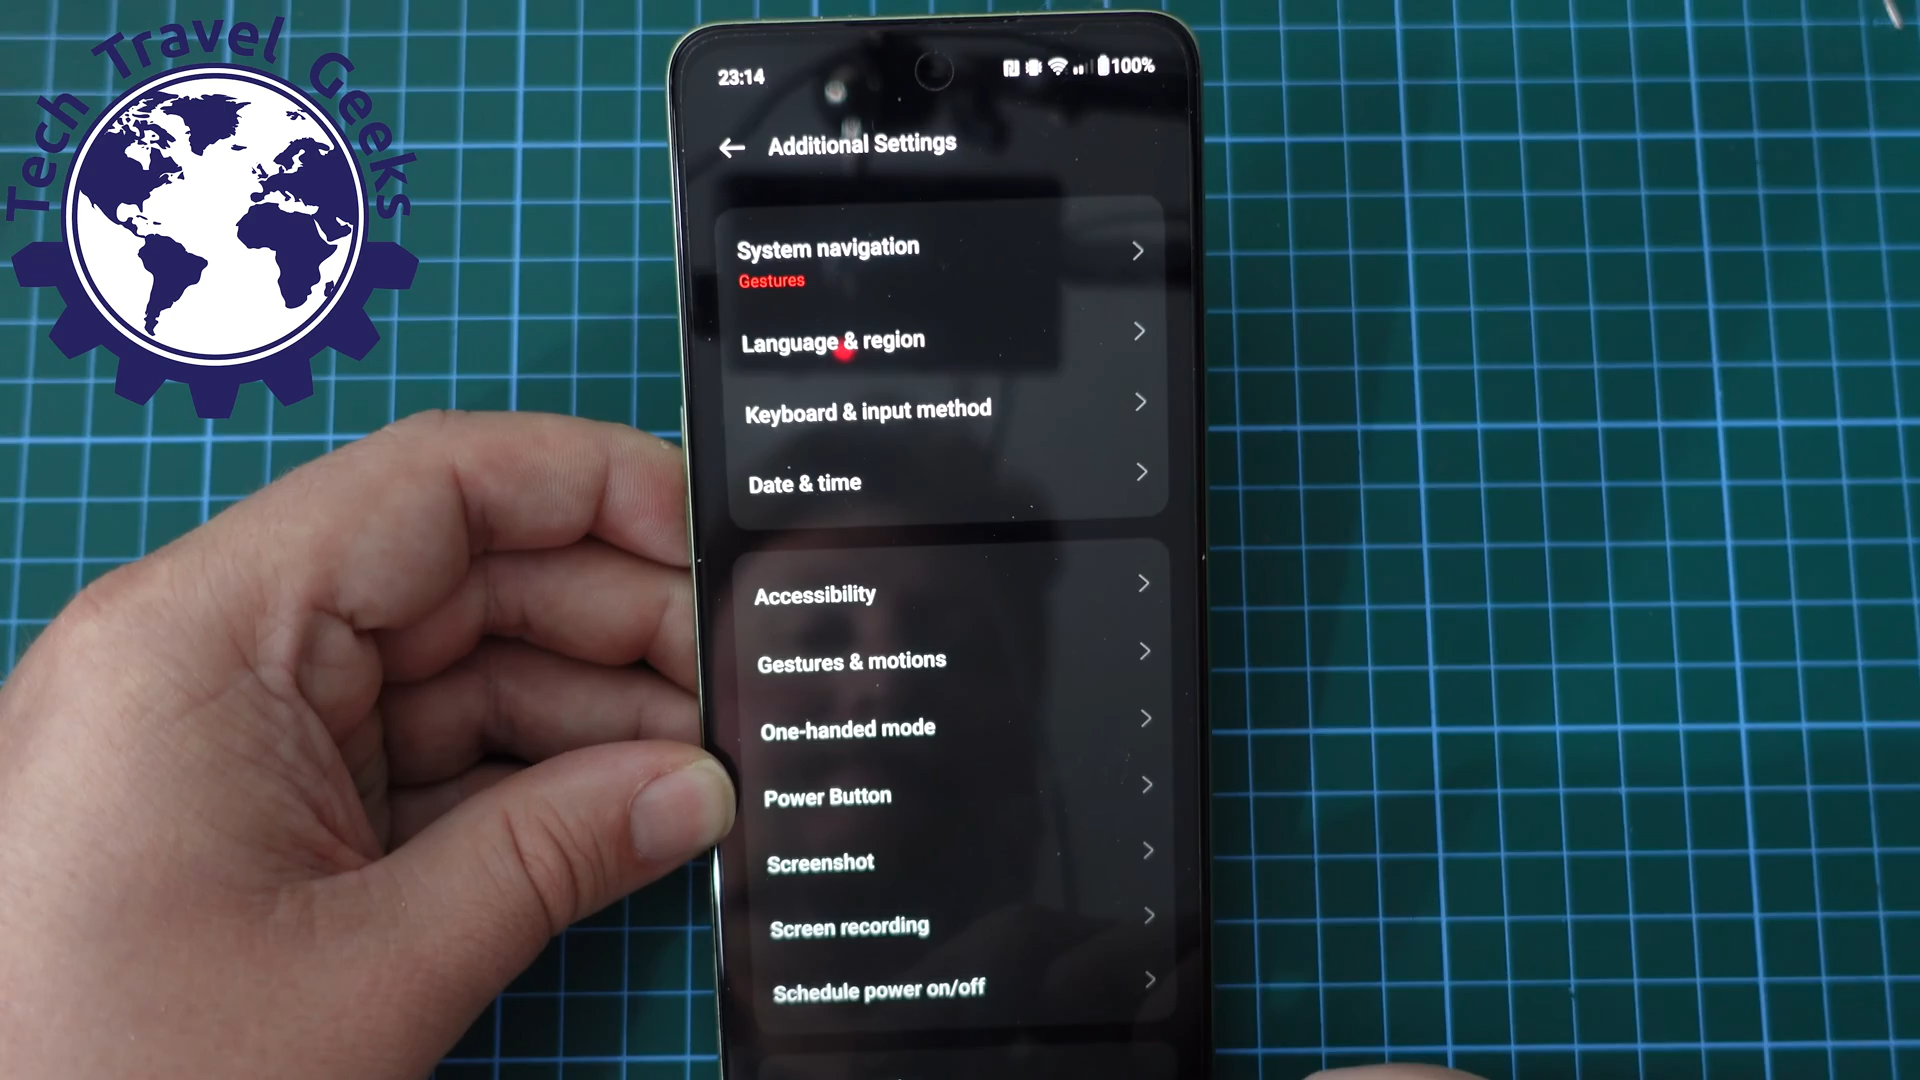 Tech Travel Geeks
23:14
100%
Additional Settings
System navigation
Gestures
Language & region
Keyboard & input method
Date & time
Accessibility
Gestures & motions
One-handed mode
Power Button
Screenshot
Screen recording
Schedule power on/off